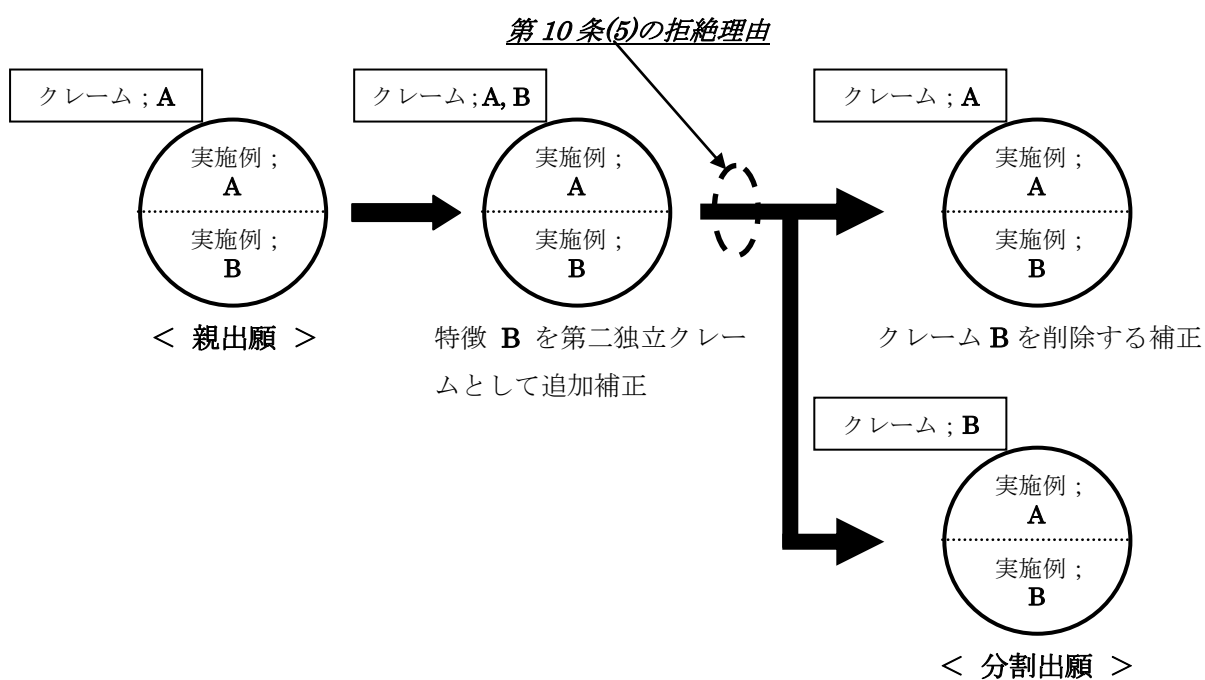 第 10 条(5)の拒絶理由
クレーム ; A
実施例 ;
A
実施例 ;
B
＜ 親出願 ＞
クレーム ; A, B
実施例 ;
A
実施例 ;
B
特徴 B を第二独立クレー
ムとして追加補正
クレーム ; A
実施例 ;
A
実施例 ;
B
クレーム B を削除する補正
クレーム ; B
実施例 ;
A
実施例 ;
B
＜ 分割出願 ＞